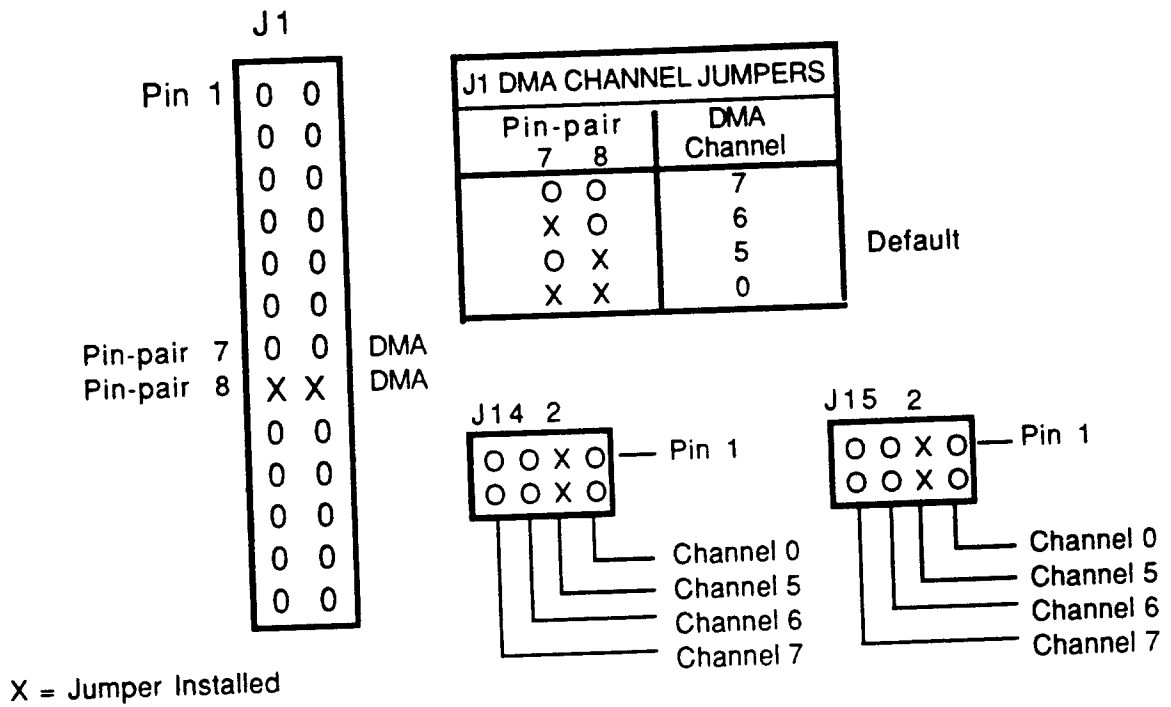 J1
Pin 1 0 0
0 0
0 0
0 0
0 0
0 0
Pin-pair 7 0 0 DMA
Pin-pair 8 X X DMA
0 0
0 0
0 0
0 0
0 0
J1 DMA CHANNEL JUMPERS
Pin-pair DMA
7 8 Channel
O O 7
X O 6
O X 5 Default
X X 0
J14 2
O O X O Pin 1
O O X O
Channel 0
Channel 5
Channel 6
Channel 7
J15 2
O O X O Pin 1
O O X O
Channel 0
Channel 5
Channel 6
Channel 7
X = Jumper Installed